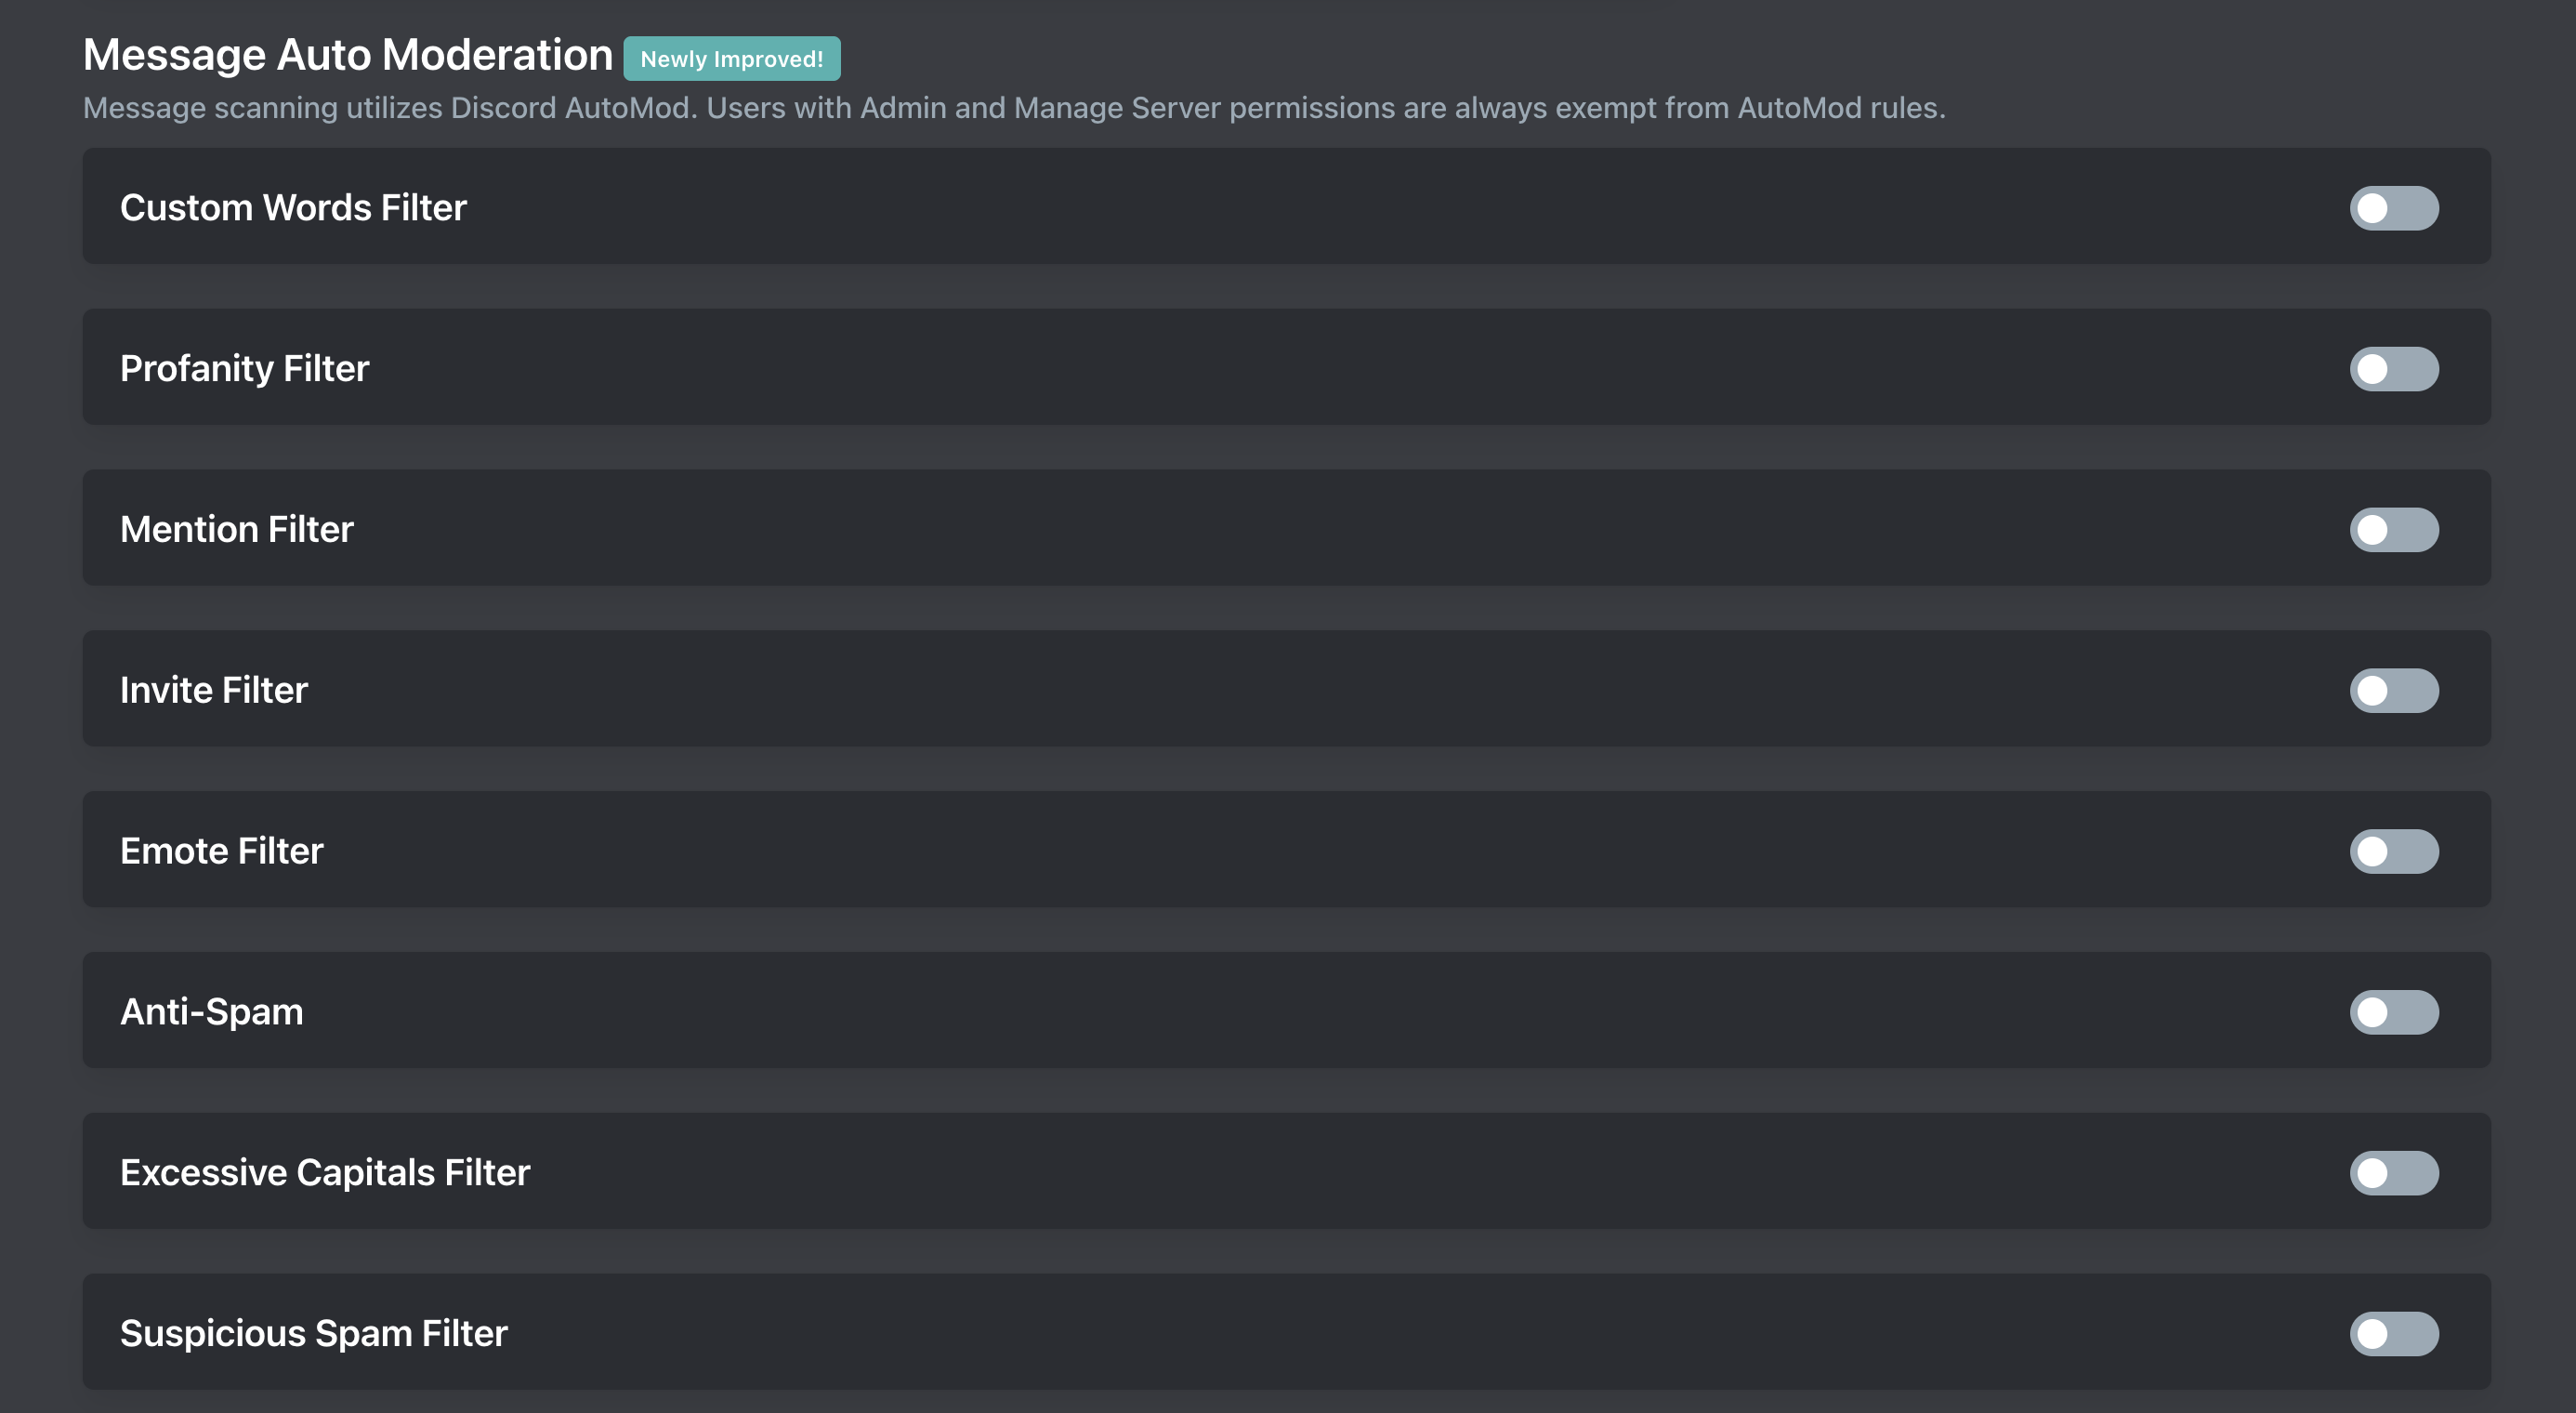 Message Auto Moderation Newly Improved!
Message scanning utilizes Discord AutoMod. Users with Admin and Manage Server permissions are always exempt from AutoMod rules.
Custom Words Filter
Profanity Filter
Mention Filter
Invite Filter
Emote Filter
Anti-Spam
Excessive Capitals Filter
Suspicious Spam Filter